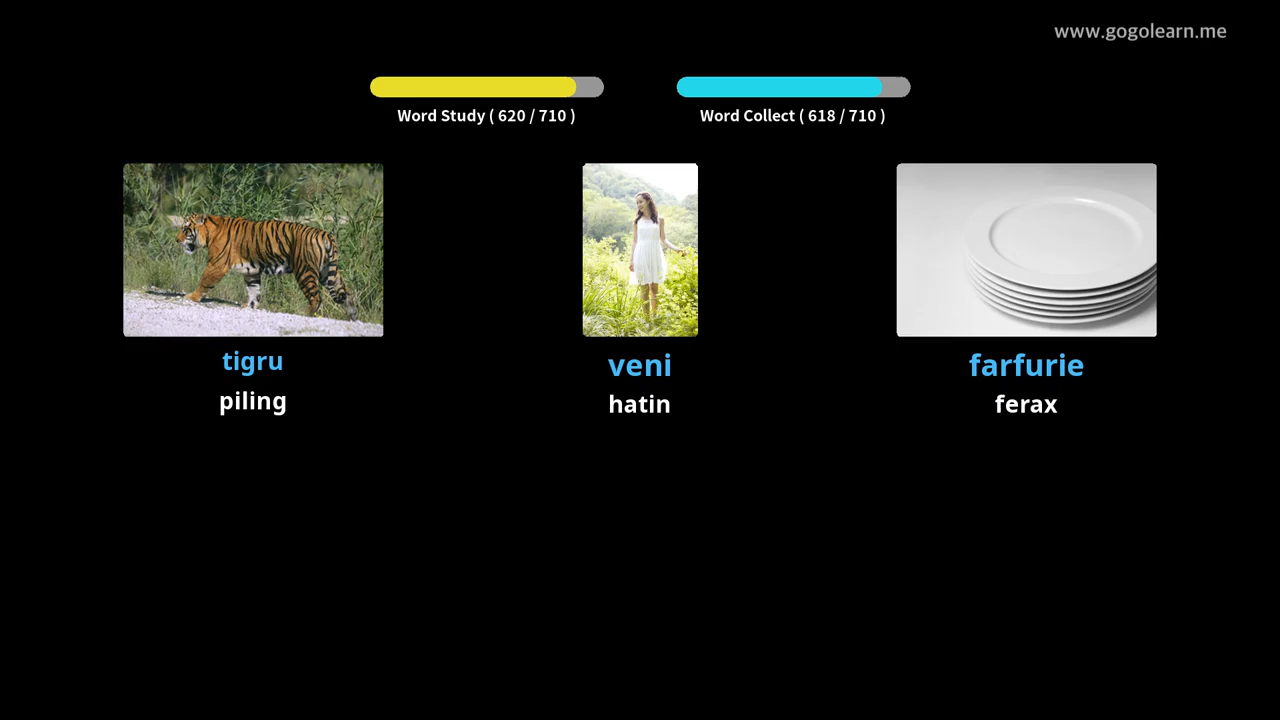 www.gogolearn.me
Word Study ( 620 / 710 )
Word Collect ( 618 / 710 )
tigru
piling
veni
hatin
farfurie
ferax